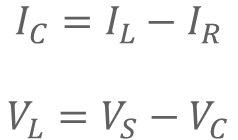 I_C = I_L − I_R
V_L = V_S − V_C